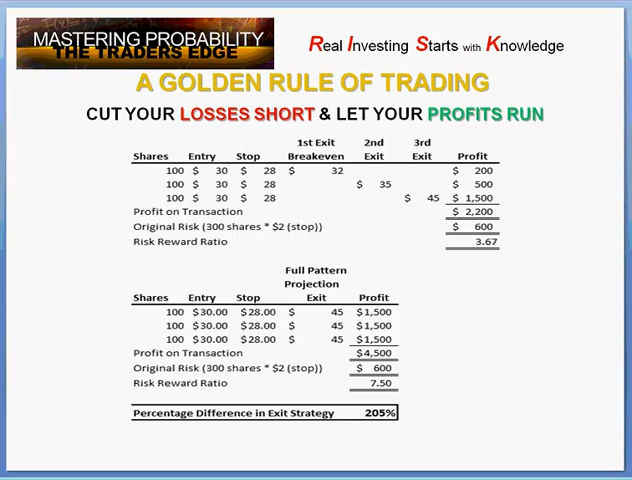 MASTERING PROBABILITY
THE TRADERS EDGE
Real Investing Starts with Knowledge
A GOLDEN RULE OF TRADING
CUT YOUR LOSSES SHORT & LET YOUR PROFITS RUN
1st Exit 2nd 3rd
Shares Entry Stop Breakeven Exit Exit Profit
100 $ 30 $ 28 $ 32 $ 200
100 $ 30 $ 28 $ 35 $ 500
100 $ 30 $ 28 $ 45 $ 1,500
Profit on Transaction $ 2,200
Original Risk (300 shares * $2 (stop)) $ 600
Risk Reward Ratio 3.67
Full Pattern
Projection
Shares Entry Stop Exit Profit
100 $30.00 $28.00 $ 45 $1,500
100 $30.00 $28.00 $ 45 $1,500
100 $30.00 $28.00 $ 45 $1,500
Profit on Transaction $4,500
Original Risk (300 shares * $2 (stop)) $ 600
Risk Reward Ratio 7.50
Percentage Difference in Exit Strategy 205%